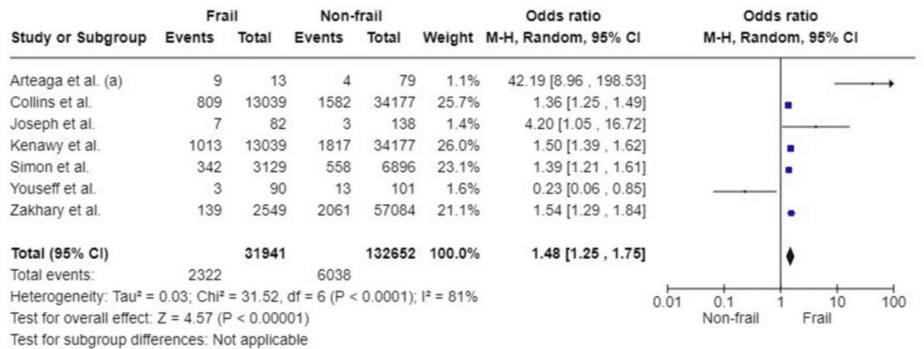 Frail Non-frail Odds ratio Odds ratio
Study or Subgroup Events Total Events Total Weight M-H, Random, 95% CI M-H, Random, 95% CI
Arteaga et al. (a) 9 13 4 79 1.1% 42.19 [8.96 , 198.53]
Collins et al. 809 13039 1582 34177 25.7% 1.36 [1.25 , 1.49]
Joseph et al. 7 82 3 138 1.4% 4.20 [1.05 , 16.72]
Kenawy et al. 1013 13039 1817 34177 26.0% 1.50 [1.39 , 1.62]
Simon et al. 342 3129 558 6896 23.1% 1.39 [1.21 , 1.61]
Youseff et al. 3 90 13 101 1.6% 0.23 [0.06 , 0.85]
Zakhary et al. 139 2549 2061 57084 21.1% 1.54 [1.29 , 1.84]
Total (95% CI) 31941 132652 100.0% 1.48 [1.25 , 1.75]
Total events: 2322 6038
Heterogeneity: Tau² = 0.03; Chi² = 31.52, df = 6 (P < 0.0001); I² = 81%
Test for overall effect: Z = 4.57 (P < 0.00001)
Test for subgroup differences: Not applicable
0.01 0.1 1 10 100
Non-frail Frail